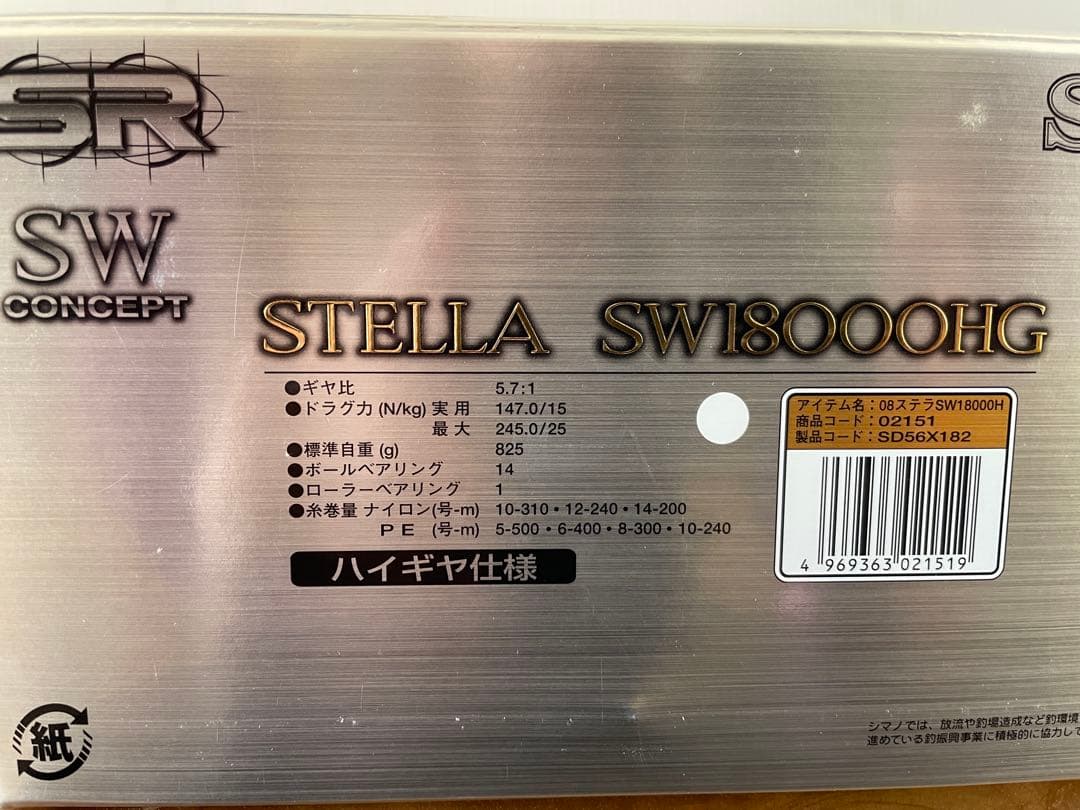 SR
SW
CONCEPT
STELLA SW18000HG
●ギヤ比 5.7:1
●ドラグ力 (N/kg) 実用 147.0/15
最大 245.0/25
●標準自重 (g) 825
●ボールベアリング 14
●ローラーベアリング 1
●糸巻量 ナイロン(号-m) 10-310・12-240・14-200
PE (号-m) 5-500・6-400・8-300・10-240
ハイギヤ仕様
アイテム名：08ステラSW18000H
商品コード：02151
製品コード：SD56X182
4 969363 021519
紙
シマノでは、放流や釣場造成など釣環境
進めている釣振興事業に積極的に協力して